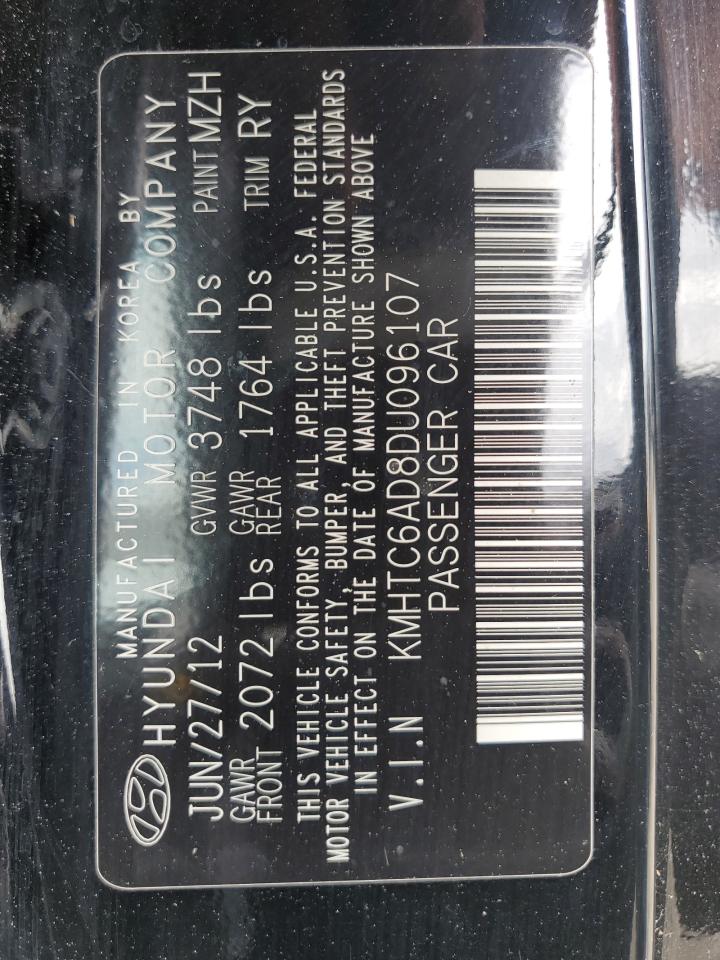 MANUFACTURED IN KOREA BY
HYUNDAI MOTOR COMPANY
JUN/27/12 GVWR 3748 lbs PAINT MZH
GAWR FRONT 2072 lbs GAWR REAR 1764 lbs TRIM RY
THIS VEHICLE CONFORMS TO ALL APPLICABLE U.S.A. FEDERAL
MOTOR VEHICLE SAFETY, BUMPER, AND THEFT PREVENTION STANDARDS
IN EFFECT ON THE DATE OF MANUFACTURE SHOWN ABOVE
V.I.N KMHTC6AD8DU096107
PASSENGER CAR